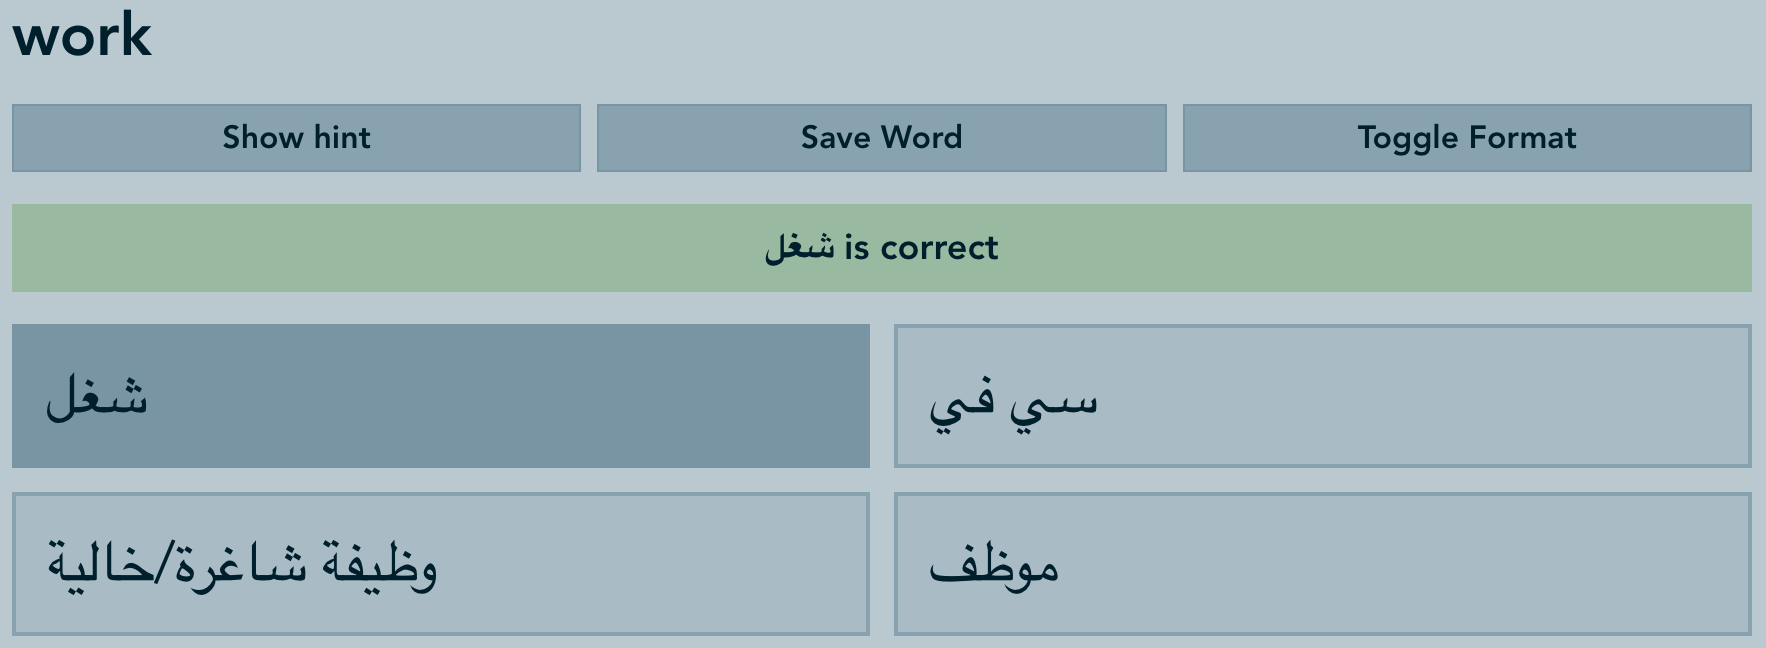 work
Show hint
Save Word
Toggle Format
شغل is correct
شغل
سي في
وظيفة شاغرة/خالية
موظف